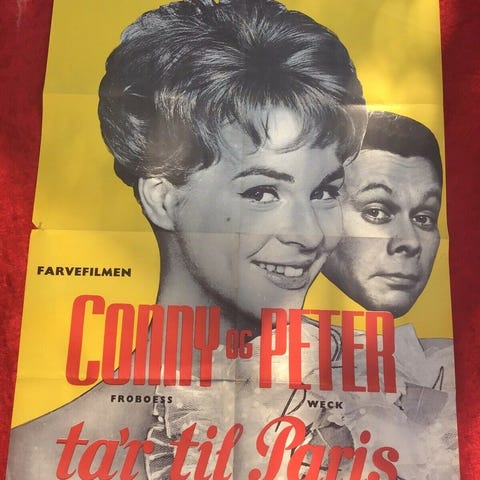 FARVEFILMEN
CONNY OG PETER
FROBOESS WECK
ta'r til Paris